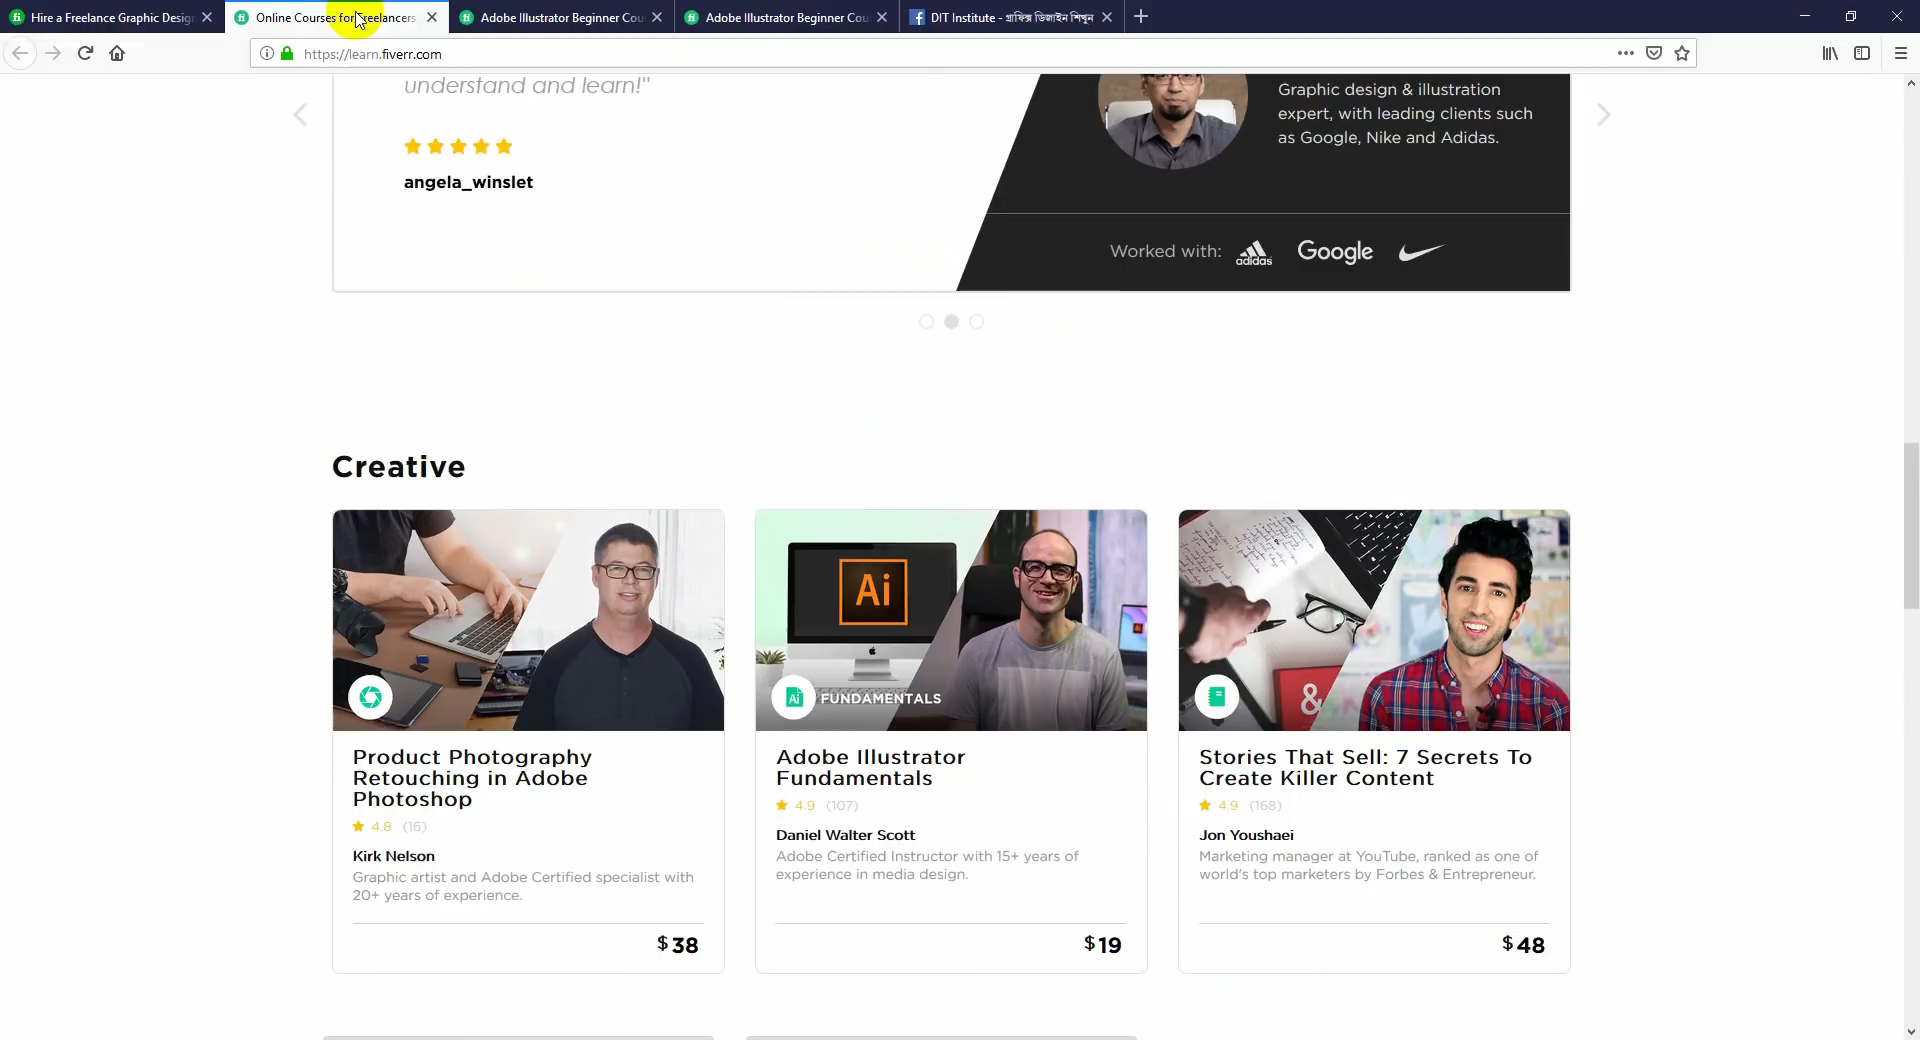 Hire a Freelance Graphic Desig
Online Courses for Freelancers
Adobe Illustrator Beginner Cou
Adobe Illustrator Beginner Cou
DIT Institute - গ্রাফিক্স ডিজাইন শিখুন
https://learn.fiverr.com
understand and learn!"
angela_winslet
Graphic design & illustration
expert, with leading clients such
as Google, Nike and Adidas.
Worked with: adidas Google
Creative
Ai
Ai FUNDAMENTALS
&
Product Photography
Retouching in Adobe
Photoshop
4.8 (16)
Kirk Nelson
Graphic artist and Adobe Certified specialist with
20+ years of experience.
$38
Adobe Illustrator
Fundamentals
4.9 (107)
Daniel Walter Scott
Adobe Certified Instructor with 15+ years of
experience in media design.
$19
Stories That Sell: 7 Secrets To
Create Killer Content
4.9 (168)
Jon Youshaei
Marketing manager at YouTube, ranked as one of
world's top marketers by Forbes & Entrepreneur.
$48